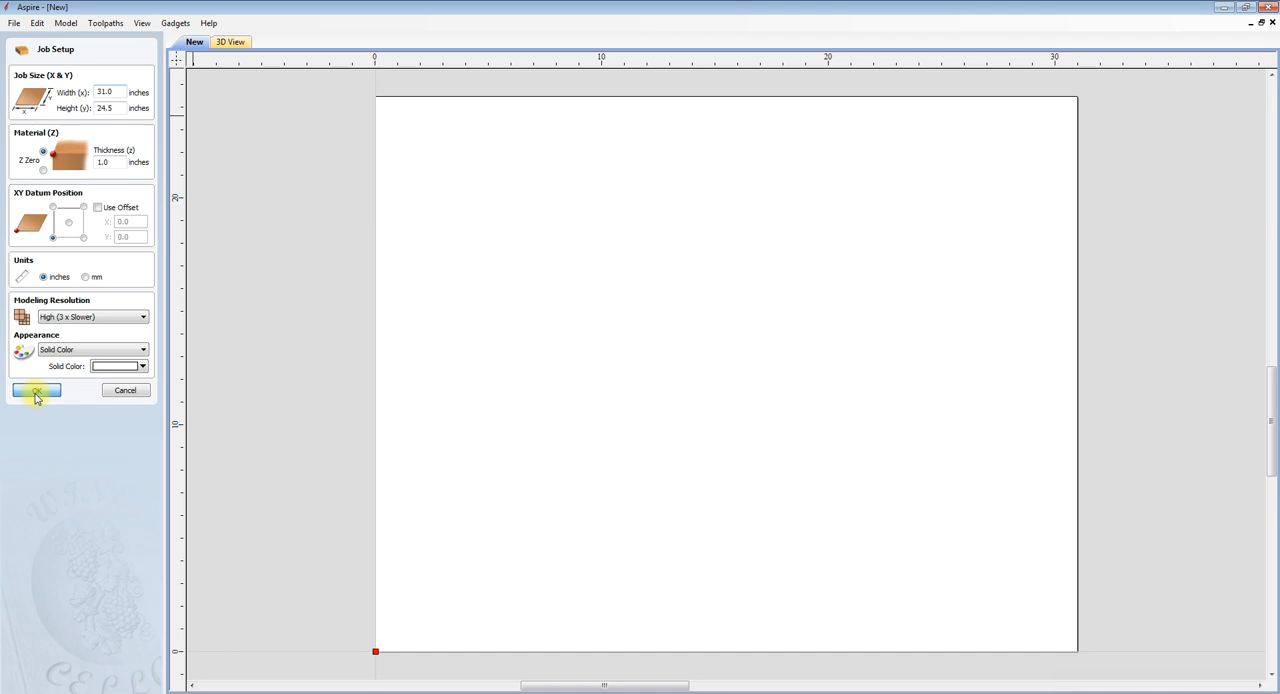 Aspire - [New]
File Edit Model Toolpaths View Gadgets Help
New 3D View
Job Setup
0 10 20 30
Job Size (X & Y)
Width (x): 31.0 inches
Height (y): 24.5 inches
Y
X
Material (Z)
Thickness (z)
Z Zero
1.0 inches
XY Datum Position
Use Offset
X: 0.0
Y: 0.0
Units
inches mm
Modeling Resolution
High (3 x Slower)
Appearance
Solid Color
Solid Color:
OK Cancel
20
10
0